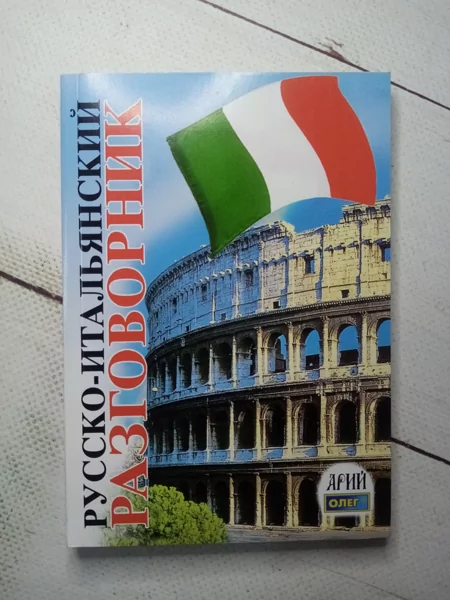 РУССКО-ИТАЛЬЯНСКИЙ
РАЗГОВОРНИК
АРИЙ
ОЛЕГ